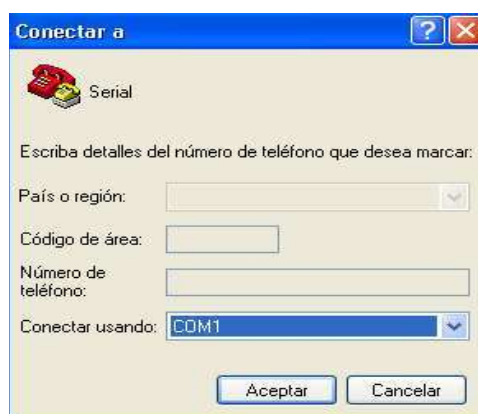 Conectar a
Serial
Escriba detalles del número de teléfono que desea marcar:
País o región:
Código de área:
Número de
teléfono:
Conectar usando: COM1
Aceptar Cancelar